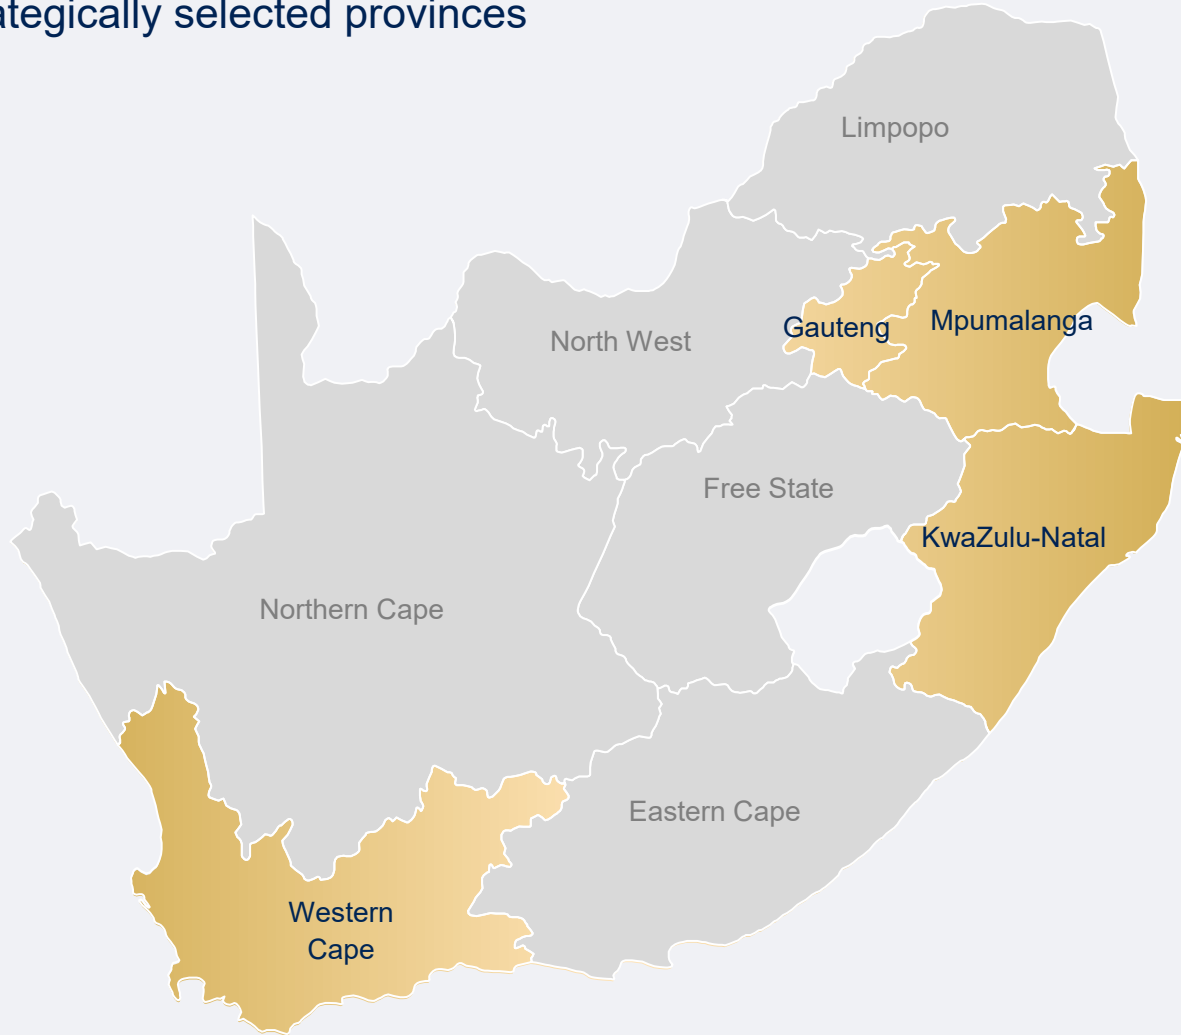 ategically selected provinces
Limpopo
Gauteng
Mpumalanga
North West
Free State
KwaZulu-Natal
Northern Cape
Eastern Cape
Western
Cape